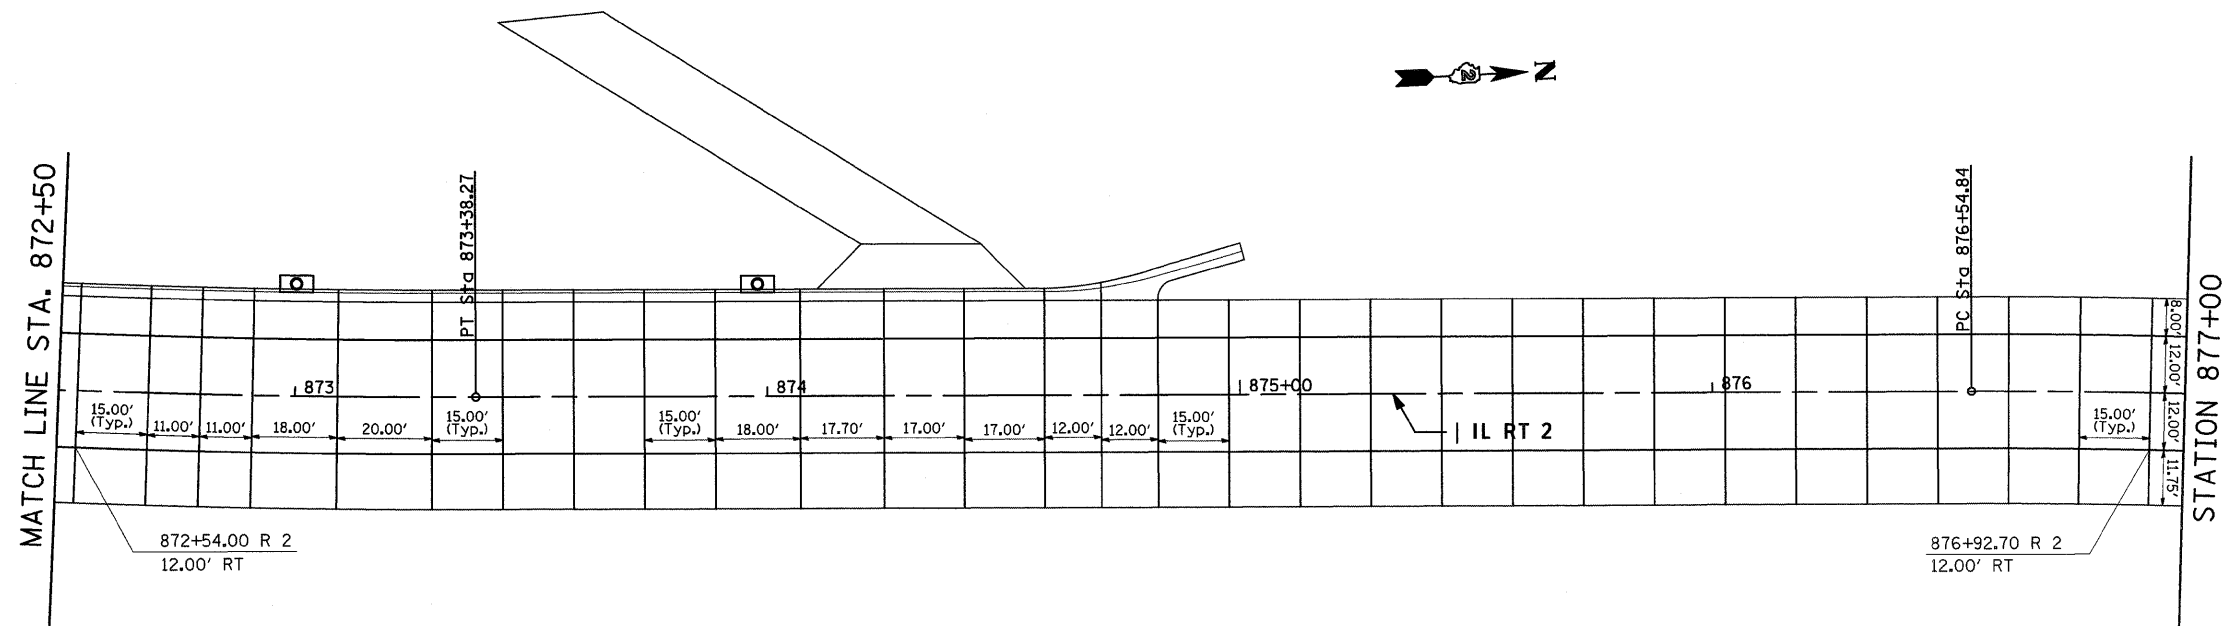 2
N
MATCH LINE STA. 872+50
PT Sta 873+38.27
PC Sta 876+54.84
STATION 877+00
8.00'
12.00'
12.00'
11.75'
873
874
875+00
876
15.00'
(Typ.)
11.00'
11.00'
18.00'
20.00'
15.00'
(Typ.)
15.00'
(Typ.)
18.00'
17.70'
17.00'
17.00'
12.00'
12.00'
15.00'
(Typ.)
IL RT 2
15.00'
(Typ.)
872+54.00 R 2
12.00' RT
876+92.70 R 2
12.00' RT